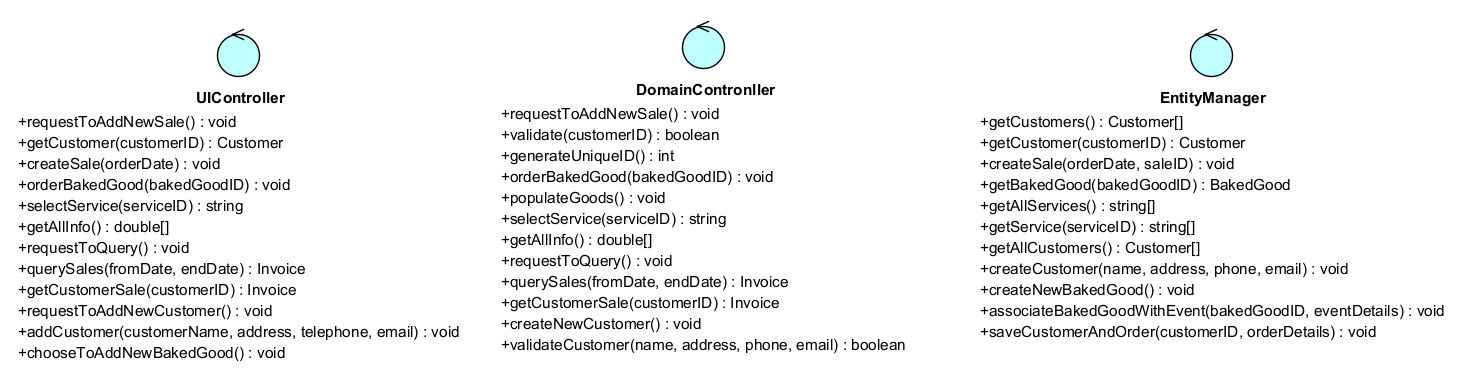 UIController
+requestToAddNewSale() : void
+getCustomer(customerID) : Customer
+createSale(orderDate) : void
+orderBakedGood(bakedGoodID) : void
+selectService(serviceID) : string
+getAllInfo() : double[]
+requestToQuery() : void
+querySales(fromDate, endDate) : Invoice
+getCustomerSale(customerID) : Invoice
+requestToAddNewCustomer() : void
+addCustomer(customerName, address, telephone, email) : void
+chooseToAddNewBakedGood() : void
DomainContronller
+requestToAddNewSale() : void
+validate(customerID) : boolean
+generateUniqueID() : int
+orderBakedGood(bakedGoodID) : void
+populateGoods() : void
+selectService(serviceID) : string
+getAllInfo() : double[]
+requestToQuery() : void
+querySales(fromDate, endDate) : Invoice
+getCustomerSale(customerID) : Invoice
+createNewCustomer() : void
+validateCustomer(name, address, phone, email) : boolean
EntityManager
+getCustomers() : Customer[]
+getCustomer(customerID) : Customer
+createSale(orderDate, saleID) : void
+getBakedGood(bakedGoodID) : BakedGood
+getAllServices() : string[]
+getService(serviceID) : string[]
+getAllCustomers() : Customer[]
+createCustomer(name, address, phone, email) : void
+createNewBakedGood() : void
+associateBakedGoodWithEvent(bakedGoodID, eventDetails) : void
+saveCustomerAndOrder(customerID, orderDetails) : void